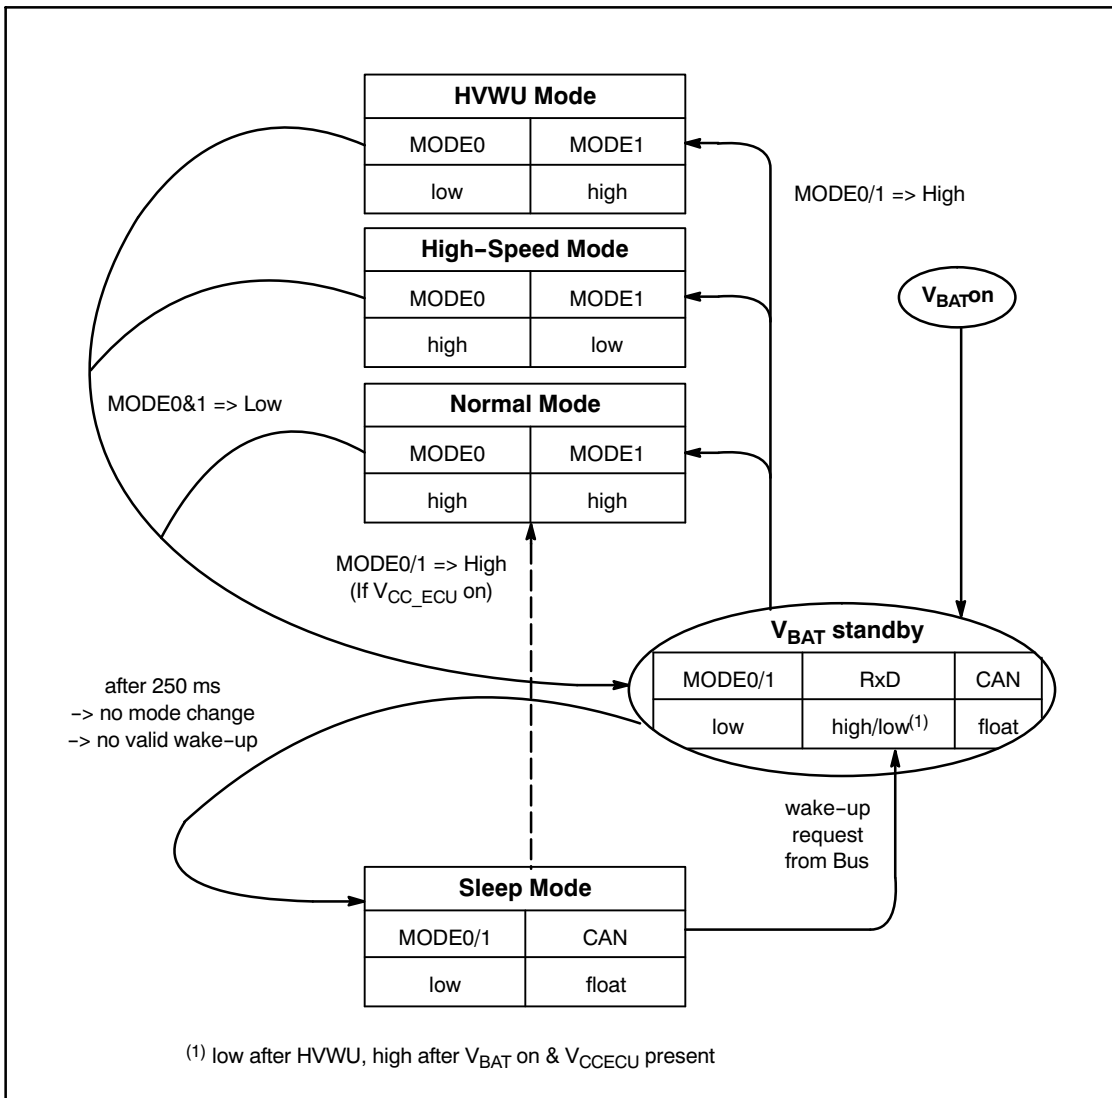 HVWU Mode
MODE0 MODE1
low high
MODE0/1 => High
High-Speed Mode
MODE0 MODE1
high low
VBATon
MODE0&1 => Low
Normal Mode
MODE0 MODE1
high high
MODE0/1 => High
(If VCC_ECU on)
VBAT standby
MODE0/1 RxD CAN
low high/low(1) float
after 250 ms
-> no mode change
-> no valid wake-up
wake-up
request
from Bus
Sleep Mode
MODE0/1 CAN
low float
(1) low after HVWU, high after VBAT on & VCCECU present